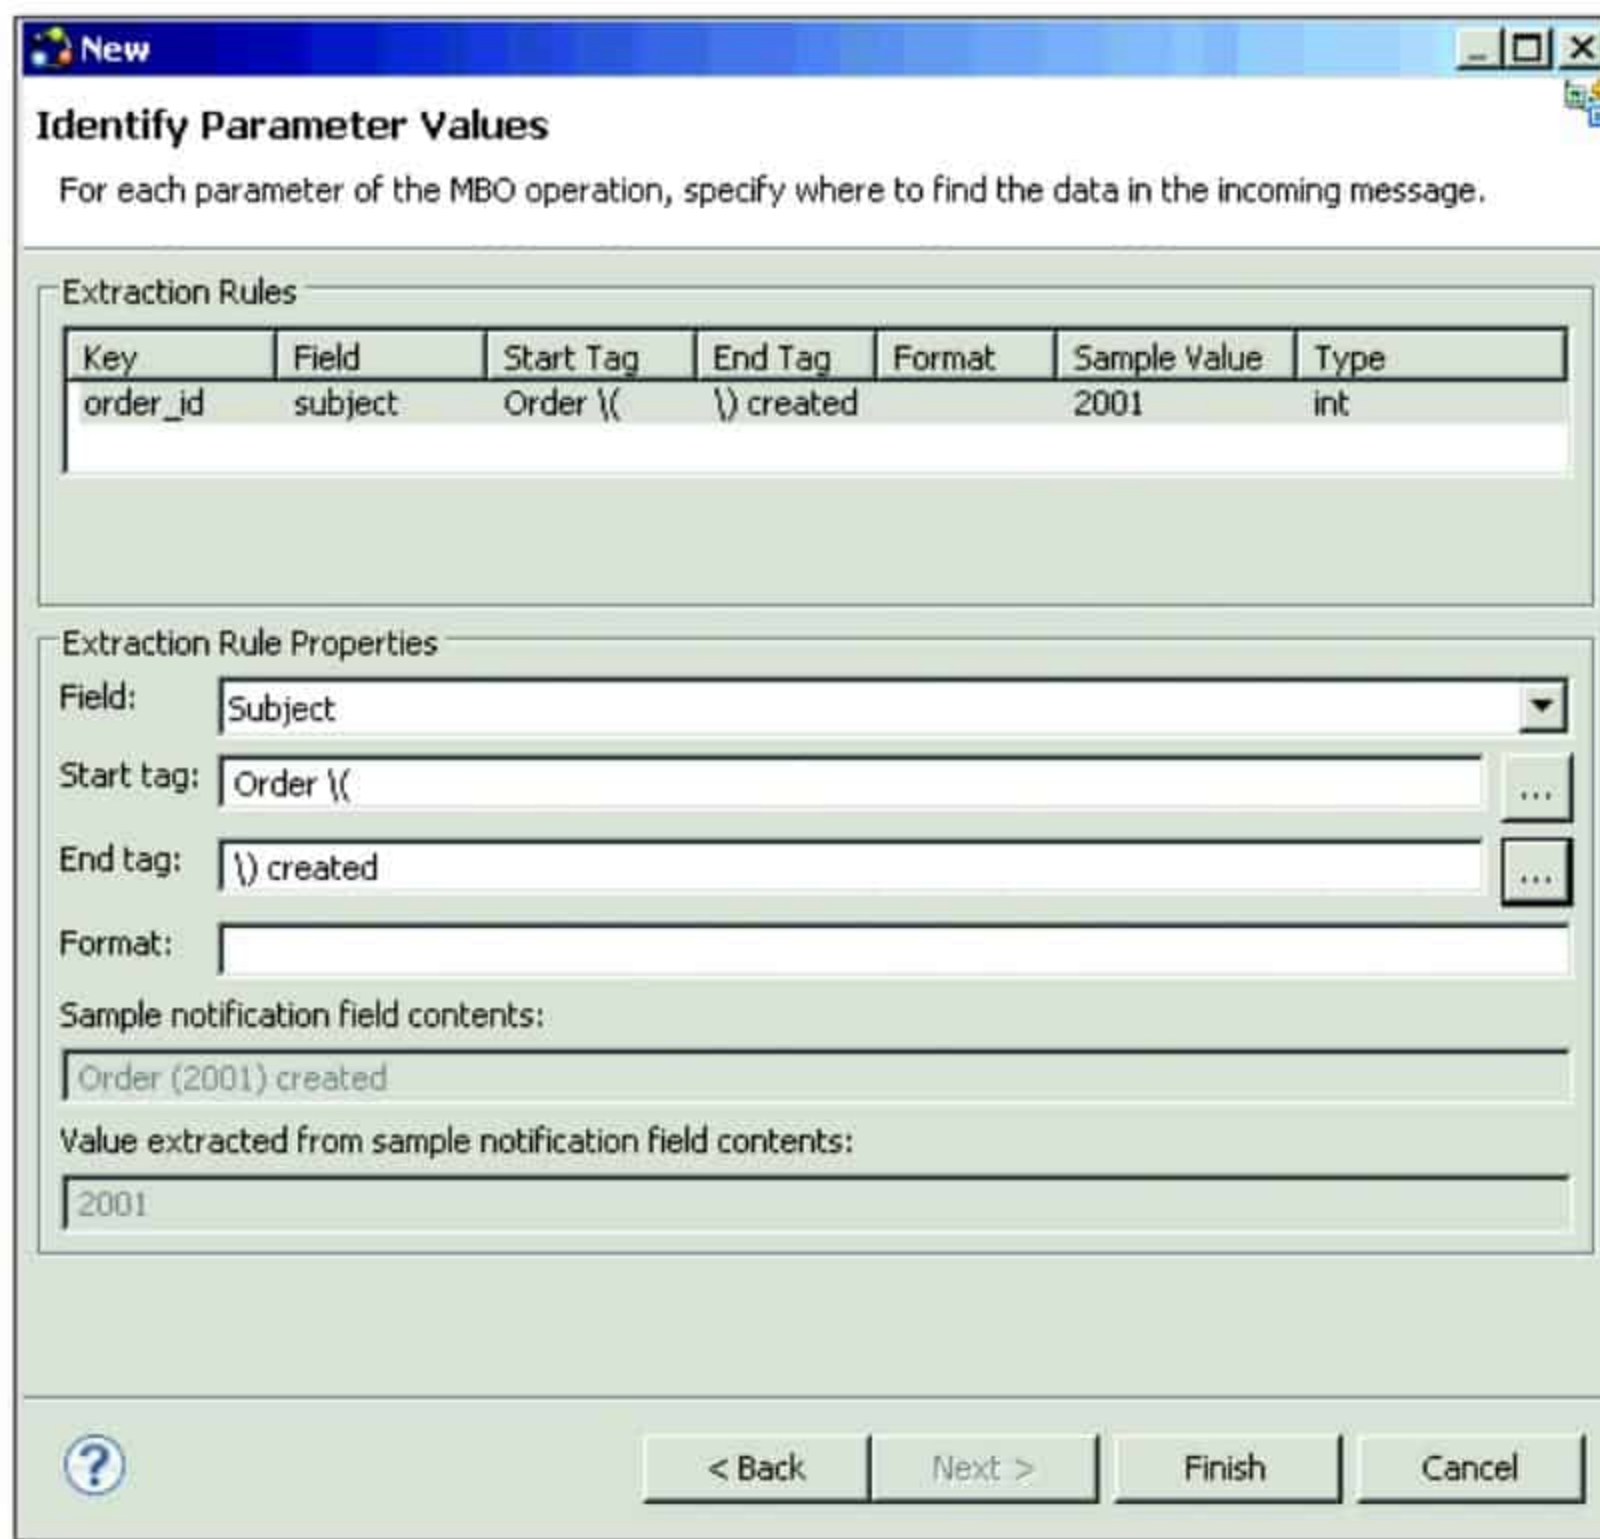 New
Identify Parameter Values
For each parameter of the MBO operation, specify where to find the data in the incoming message.
Extraction Rules
Key Field Start Tag End Tag Format Sample Value Type
order_id subject Order \( \) created 2001 int
Extraction Rule Properties
Field: Subject
Start tag: Order \( ...
End tag: \) created ...
Format:
Sample notification field contents:
Order (2001) created
Value extracted from sample notification field contents:
2001
? < Back Next > Finish Cancel